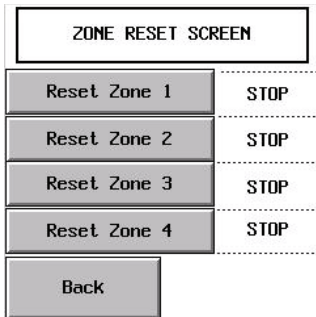 ZONE RESET SCREEN
Reset Zone 1 STOP
Reset Zone 2 STOP
Reset Zone 3 STOP
Reset Zone 4 STOP
Back